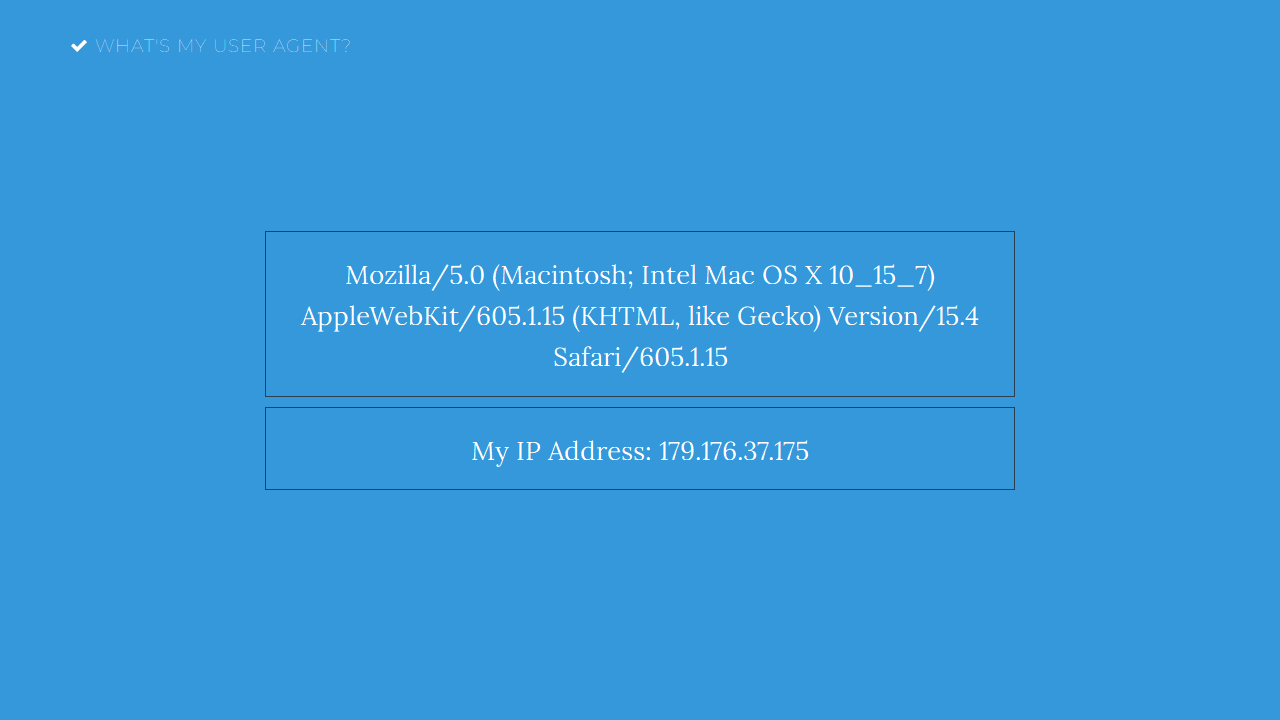 WHAT'S MY USER AGENT?
Mozilla/5.0 (Macintosh; Intel Mac OS X 10_15_7)
AppleWebKit/605.1.15 (KHTML, like Gecko) Version/15.4
Safari/605.1.15
My IP Address: 179.176.37.175